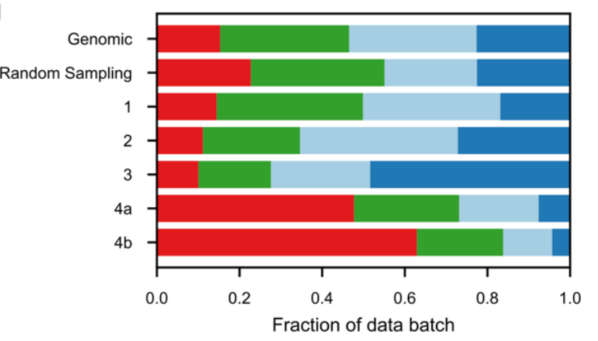 Genomic
Random Sampling
1
2
3
4a
4b
0.0 0.2 0.4 0.6 0.8 1.0
Fraction of data batch